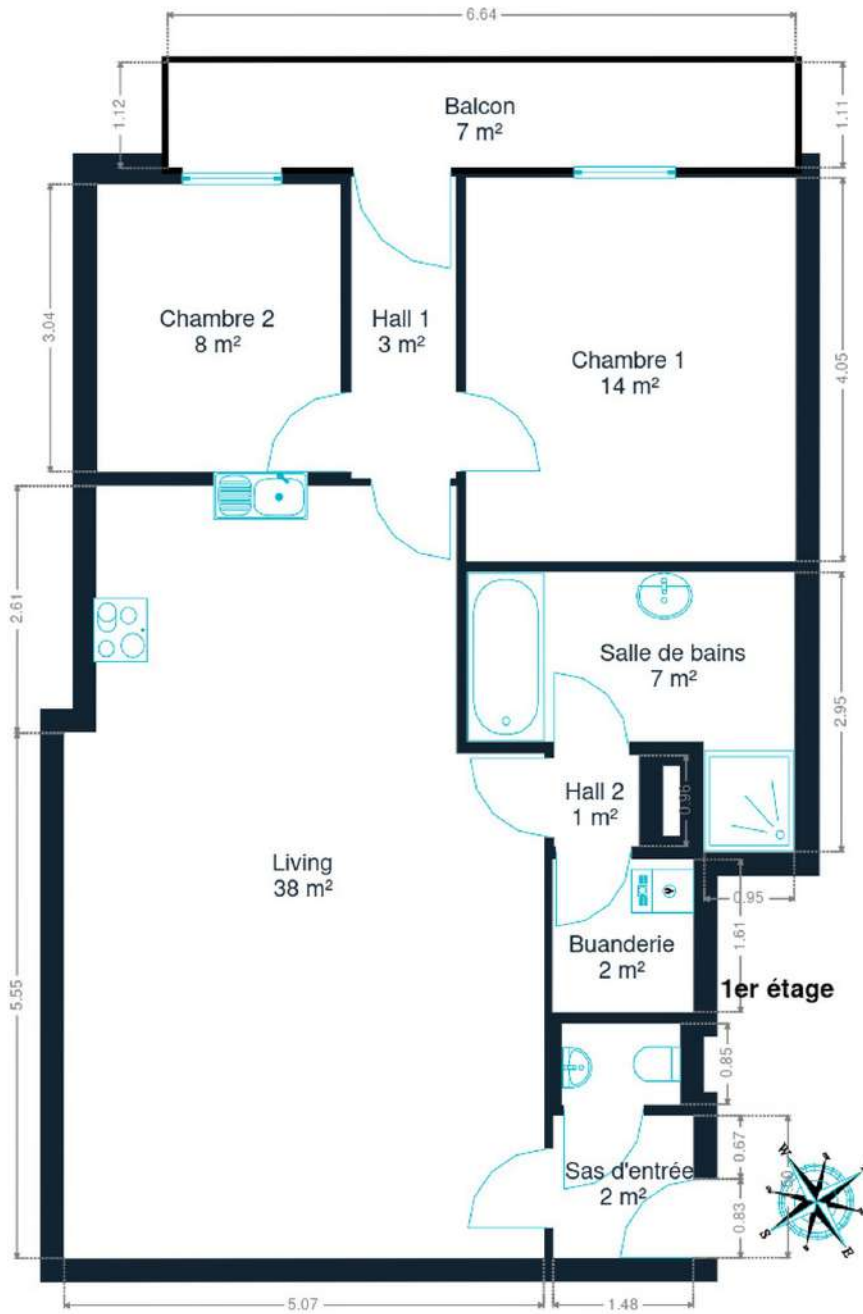 6.64
1.12
1.11
Balcon
7 m²
3.04
4.05
Chambre 2
8 m²
Hall 1
3 m²
Chambre 1
14 m²
2.61
Salle de bains
7 m²
2.95
Hall 2
1 m²
0.96
Living
38 m²
0.95
Buanderie
2 m²
1.61
5.55
1er étage
0.85
0.67
Sas d'entrée
2 m²
0.83
W
S
E
5.07
1.48